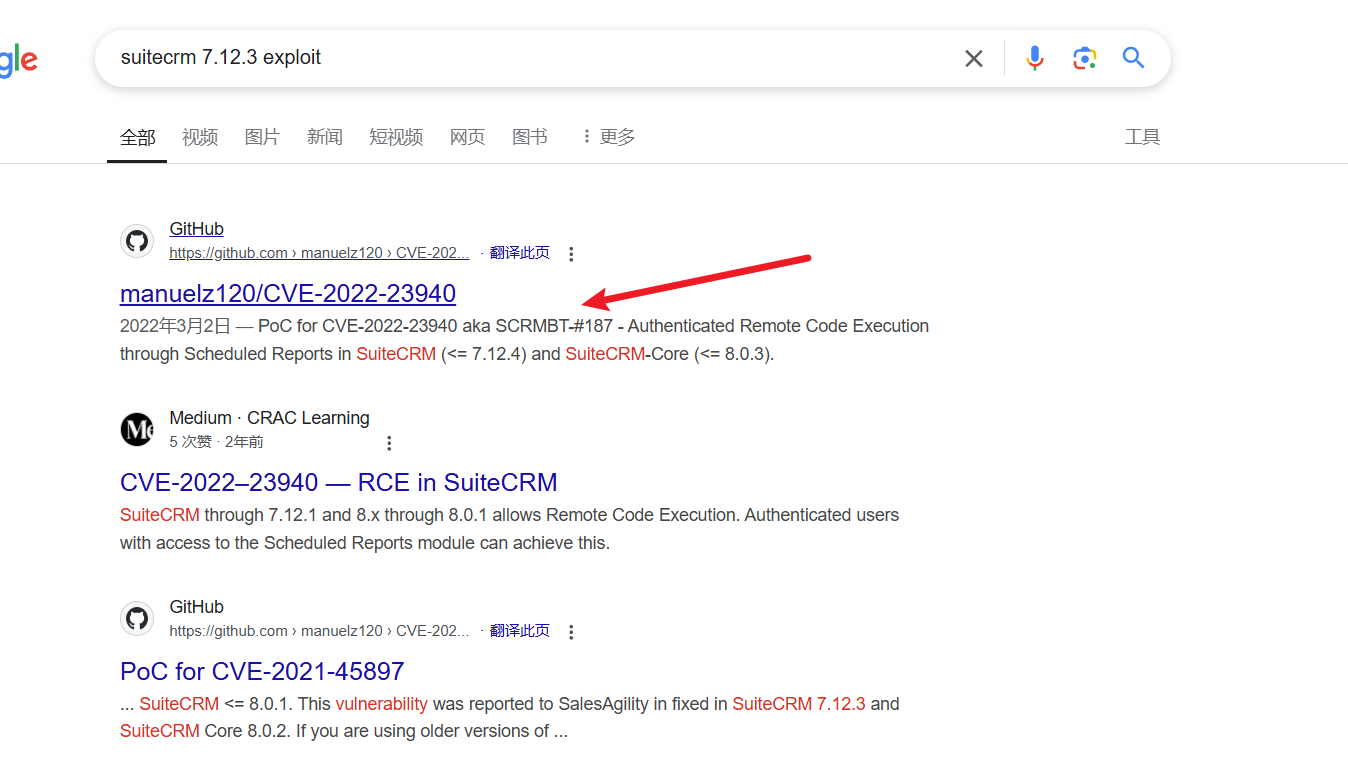 gle
suitecrm 7.12.3 exploit
全部 视频 图片 新闻 短视频 网页 图书 更多 工具
GitHub
https://github.com › manuelz120 › CVE-202... · 翻译此页
manuelz120/CVE-2022-23940
2022年3月2日 — PoC for CVE-2022-23940 aka SCRMBT-#187 - Authenticated Remote Code Execution
through Scheduled Reports in SuiteCRM (<= 7.12.4) and SuiteCRM-Core (<= 8.0.3).
Me
Medium · CRAC Learning
5 次赞 · 2年前
CVE-2022–23940 — RCE in SuiteCRM
SuiteCRM through 7.12.1 and 8.x through 8.0.1 allows Remote Code Execution. Authenticated users
with access to the Scheduled Reports module can achieve this.
GitHub
https://github.com › manuelz120 › CVE-202... · 翻译此页
PoC for CVE-2021-45897
... SuiteCRM <= 8.0.1. This vulnerability was reported to SalesAgility in fixed in SuiteCRM 7.12.3 and
SuiteCRM Core 8.0.2. If you are using older versions of ...